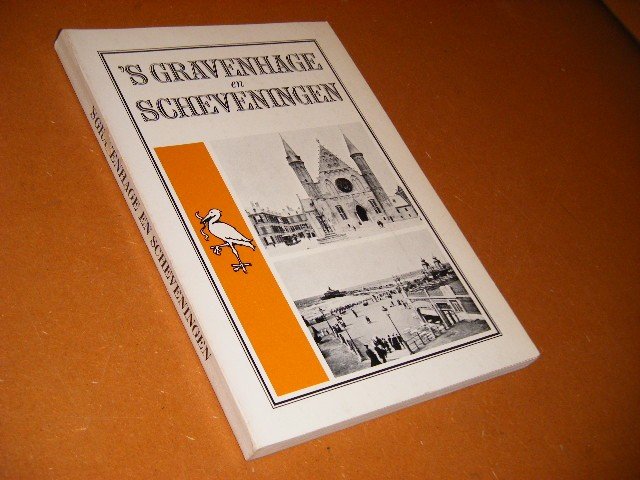 'S GRAVENHAGE
en
SCHEVENINGEN
'S GRAVENHAGE EN SCHEVENINGEN